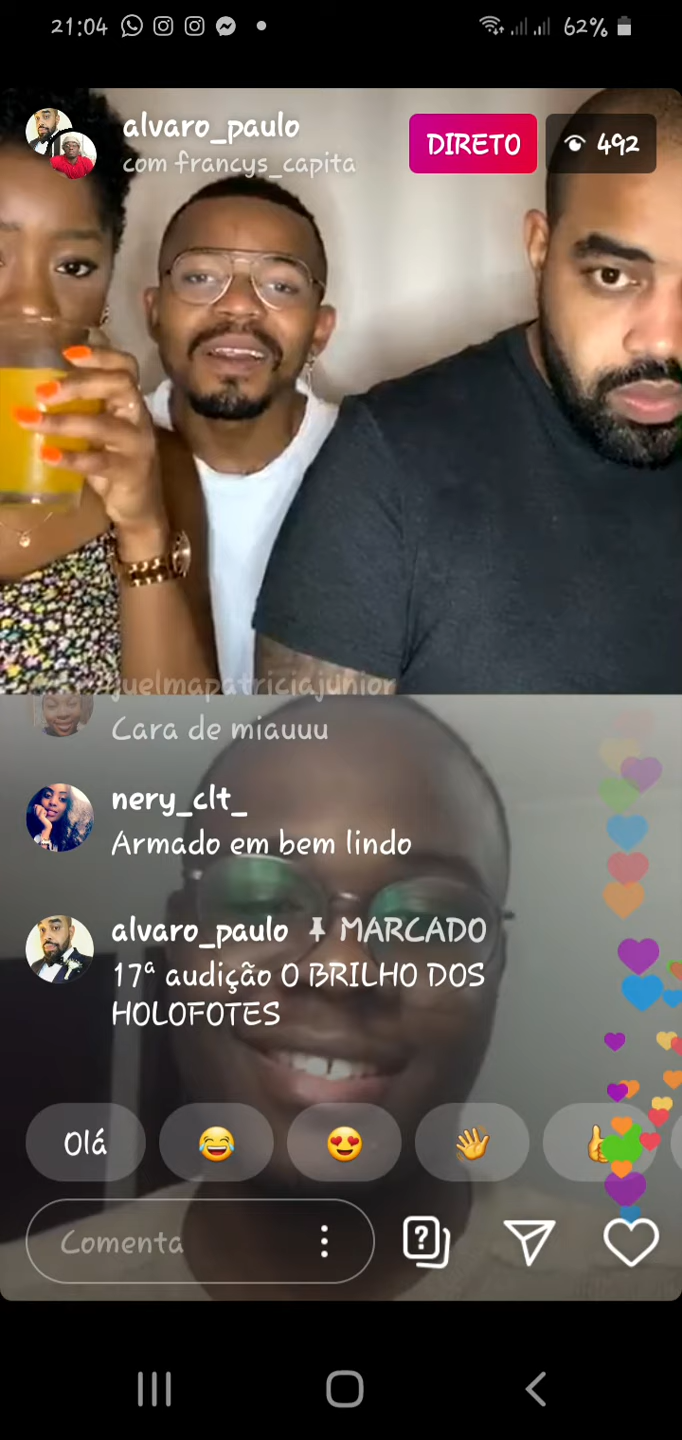 21:04
62%
alvaro_paulo
com francys_capita
DIRETO
492
juelmapatriciajunior
Cara de miauuu
nery_clt_
Armado em bem lindo
alvaro_paulo MARCADO
17ª audição O BRILHO DOS
HOLOFOTES
Olá
Comenta